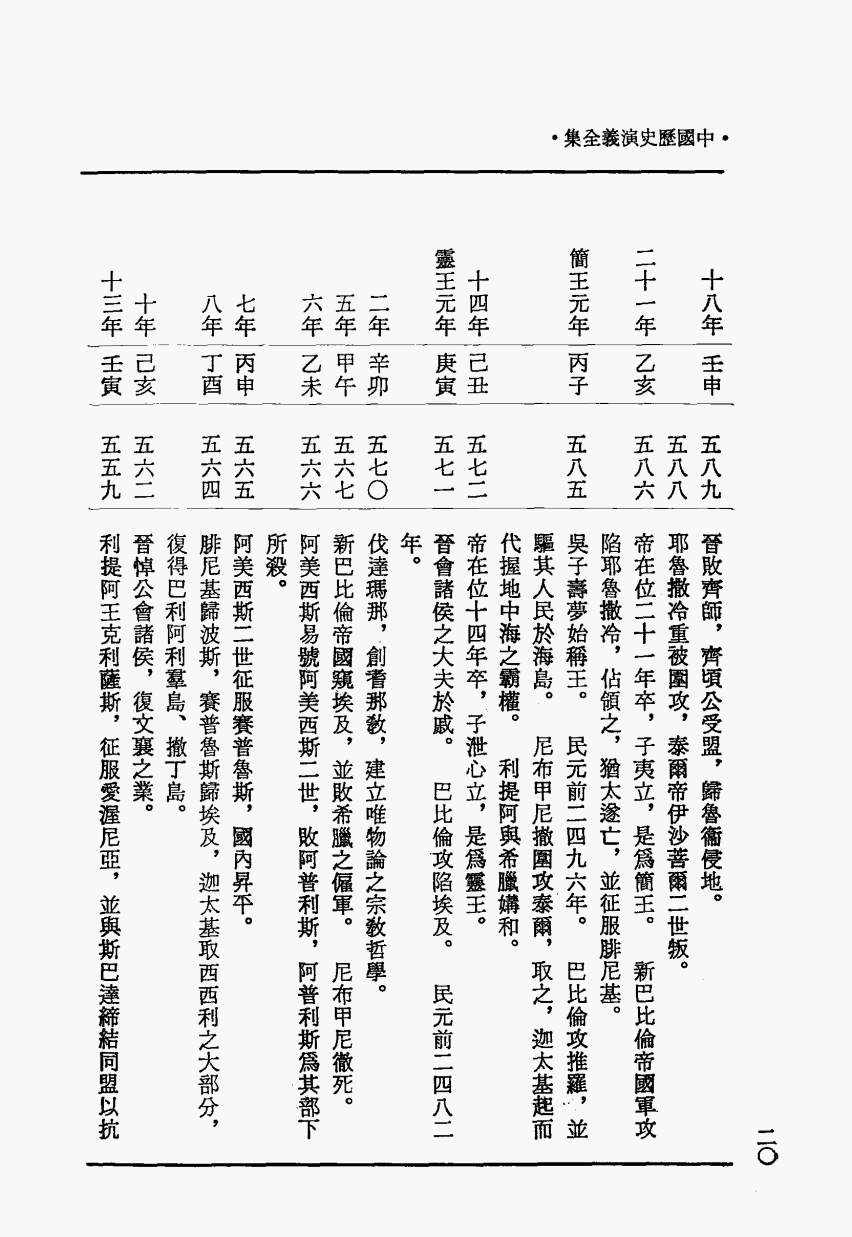 •中國歷史演義全集•
十八年 壬申 五八九 晉敗齊師，齊頃公受盟，歸魯衞侵地。
五八八 耶魯撒冷重被圍攻，泰爾帝伊沙菩爾二世叛。
二十一年 乙亥 五八六 帝在位二十一年卒，子夷立，是爲簡王。 新巴比倫帝國軍攻
陷耶魯撒冷，佔領之，猶太遂亡，並征服腓尼基。
簡王元年 丙子 五八五 吳子壽夢始稱王。 民元前二四九六年。 巴比倫攻推羅，並
驅其人民於海島。 尼布甲尼撤圍攻泰爾，取之，迦太基起而
代握地中海之霸權。 利提阿與希臘媾和。
十四年 己丑 五七二 帝在位十四年卒，子泄心立，是爲靈王。
靈王元年 庚寅 五七一 晉會諸侯之大夫於戚。 巴比倫攻陷埃及。 民元前二四八二
年。
二年 辛卯 五七〇 伐達瑪那，創耆那敎，建立唯物論之宗敎哲學。
五年 甲午 五六七 新巴比倫帝國窺埃及，並敗希臘之傭軍。 尼布甲尼徹死。
六年 乙未 五六六 阿美西斯易號阿美西斯二世，敗阿普利斯，阿普利斯爲其部下
所殺。
七年 丙申 五六五 阿美西斯二世征服賽普魯斯，國內昇平。
八年 丁酉 五六四 腓尼基歸波斯，賽普魯斯歸埃及，迦太基取西西利之大部分，
復得巴利阿利羣島、撤丁島。
十年 己亥 五六二 晉悼公會諸侯，復文襄之業。
十三年 壬寅 五五九 利提阿王克利薩斯，征服愛渥尼亞，並與斯巴達締結同盟以抗
二〇